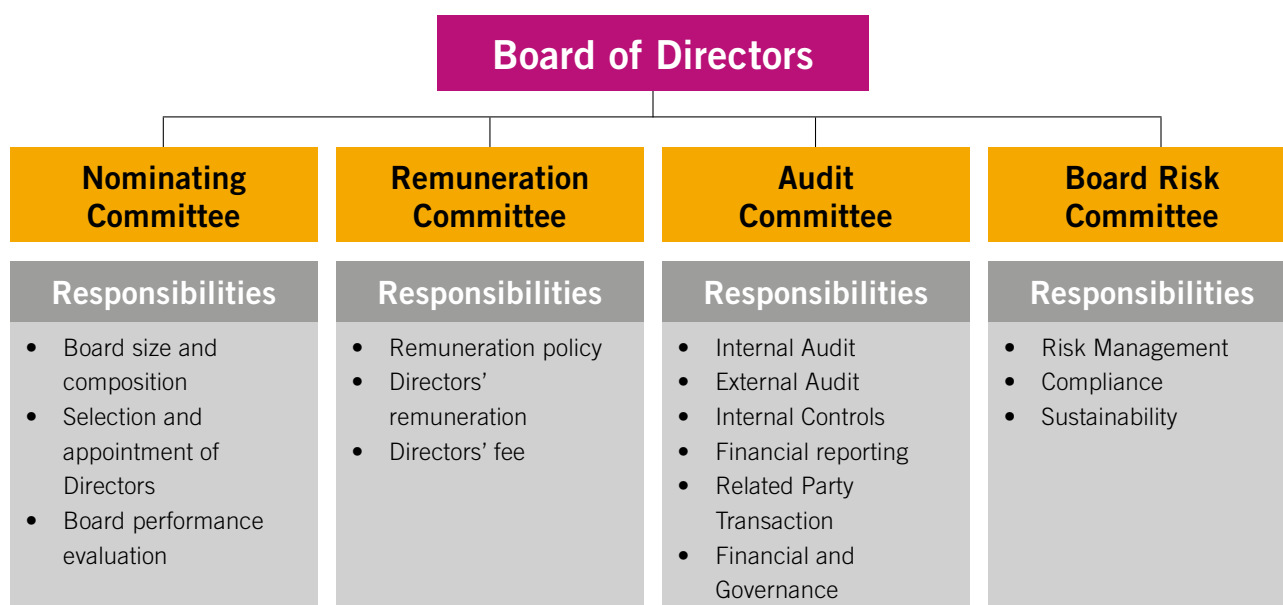 Board of Directors
Nominating
Committee
Responsibilities
• Board size and
composition
• Selection and
appointment of
Directors
• Board performance
evaluation
Remuneration
Committee
Responsibilities
• Remuneration policy
• Directors’
remuneration
• Directors’ fee
Audit
Committee
Responsibilities
• Internal Audit
• External Audit
• Internal Controls
• Financial reporting
• Related Party
Transaction
• Financial and
Governance
Board Risk
Committee
Responsibilities
• Risk Management
• Compliance
• Sustainability